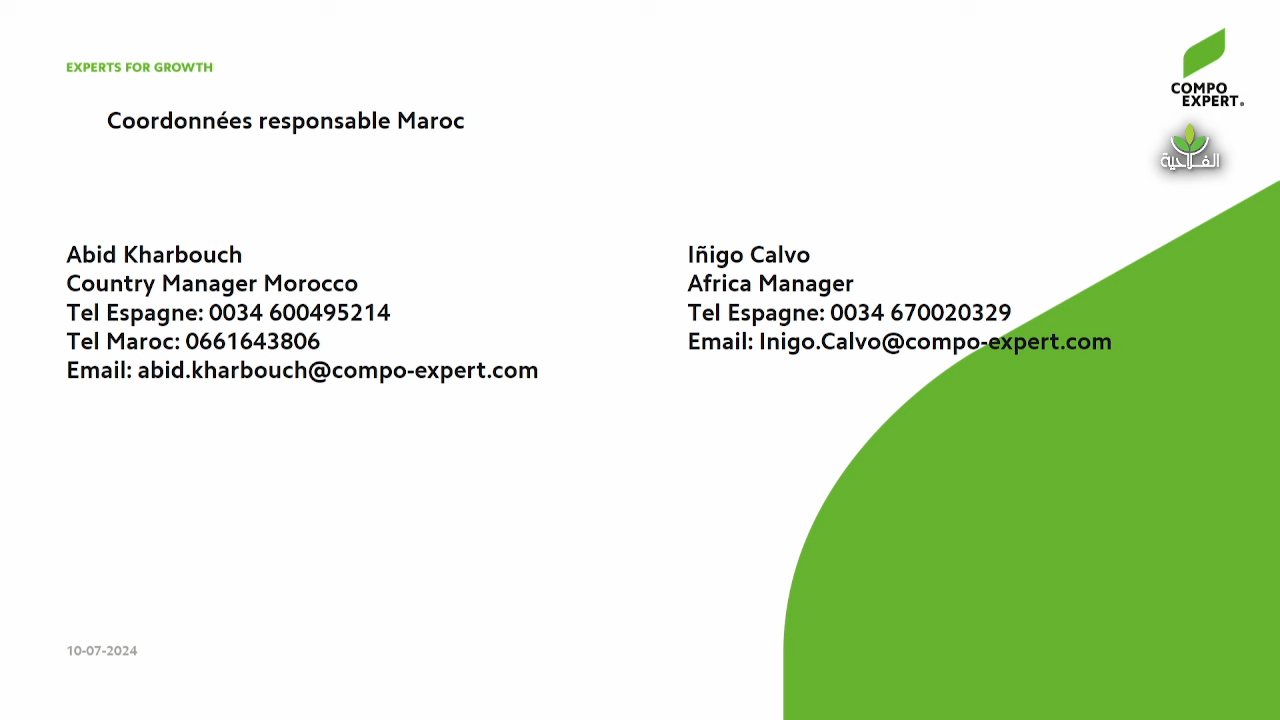 EXPERTS FOR GROWTH
COMPO
EXPERT®
Coordonnées responsable Maroc
الفلاحية
Abid Kharbouch
Country Manager Morocco
Tel Espagne: 0034 600495214
Tel Maroc: 0661643806
Email: abid.kharbouch@compo-expert.com
Iñigo Calvo
Africa Manager
Tel Espagne: 0034 670020329
Email: Inigo.Calvo@compo-expert.com
10-07-2024